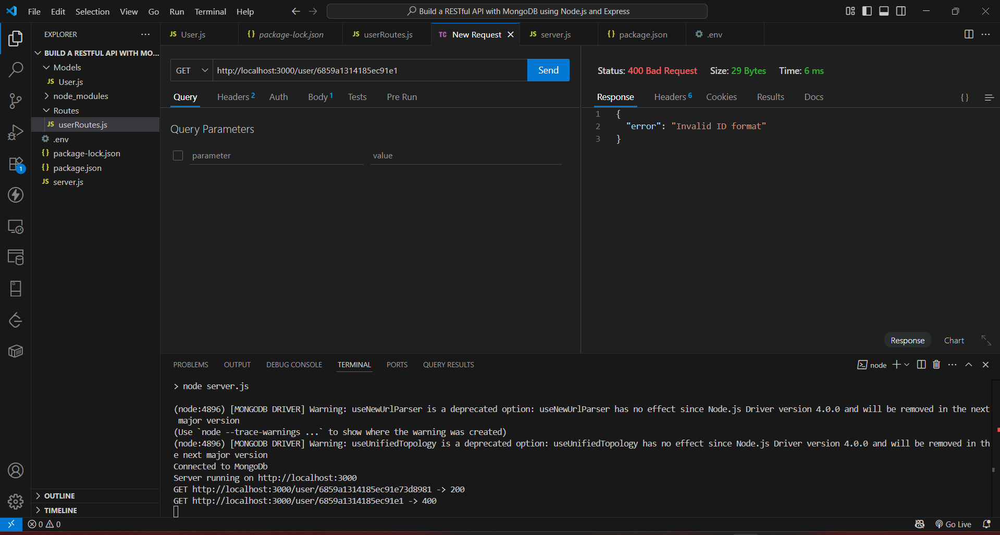 File Edit Selection View Go Run Terminal Help
Build a RESTful API with MongoDB using Node.js and Express
EXPLORER
BUILD A RESTFUL API WITH MO...
Models
JS User.js
node_modules
Routes
JS userRoutes.js
.env
{} package-lock.json
{} package.json
JS server.js
OUTLINE
TIMELINE
1
JS User.js
{} package-lock.json
JS userRoutes.js
TC New Request
JS server.js
{} package.json
.env
GET http://localhost:3000/user/6859a1314185ec91e1 Send
Query Headers 2 Auth Body 1 Tests Pre Run
Query Parameters
parameter value
Status: 400 Bad Request Size: 29 Bytes Time: 6 ms
Response Headers 6 Cookies Results Docs {}
1 {
2 "error": "Invalid ID format"
3 }
Response Chart
PROBLEMS OUTPUT DEBUG CONSOLE TERMINAL PORTS QUERY RESULTS
node
> node server.js
(node:4896) [MONGODB DRIVER] Warning: useNewUrlParser is a deprecated option: useNewUrlParser has no effect since Node.js Driver version 4.0.0 and will be removed in the next
major version
(Use `node --trace-warnings ...` to show where the warning was created)
(node:4896) [MONGODB DRIVER] Warning: useUnifiedTopology is a deprecated option: useUnifiedTopology has no effect since Node.js Driver version 4.0.0 and will be removed in th
e next major version
Connected to MongoDb
Server running on http://localhost:3000
GET http://localhost:3000/user/6859a1314185ec91e73d8981 -> 200
GET http://localhost:3000/user/6859a1314185ec91e1 -> 400
0 0
Go Live